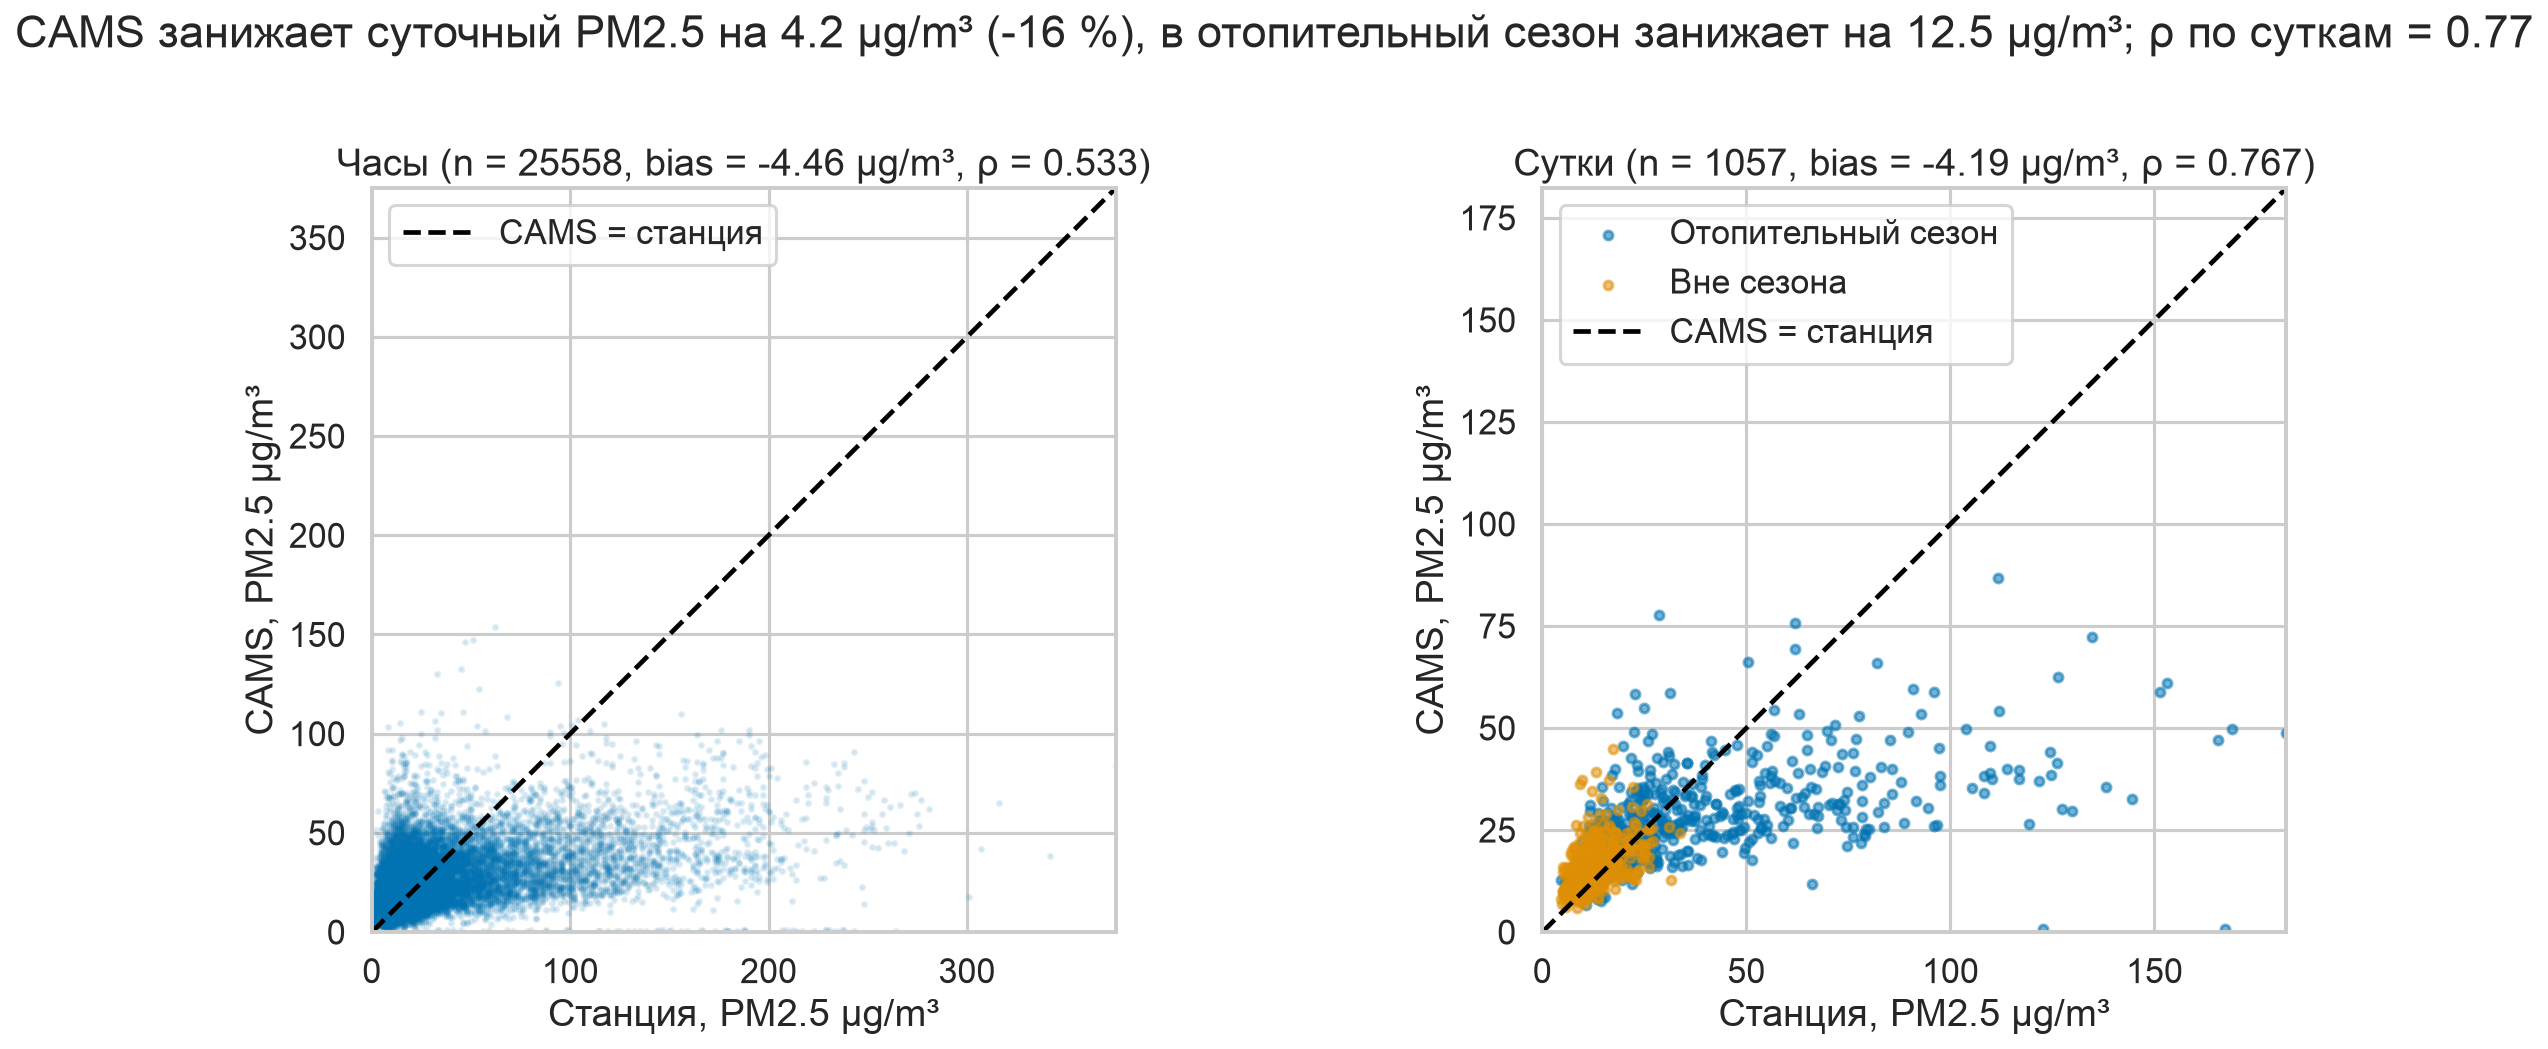 CAMS занижает суточный PM2.5 на 4.2 µg/m³ (-16 %), в отопительный сезон занижает на 12.5 µg/m³; ρ по суткам = 0.77
Часы (n = 25558, bias = -4.46 µg/m³, ρ = 0.533)
CAMS = станция
CAMS, PM2.5 µg/m³
350
300
250
200
150
100
50
0
0
100
200
300
Станция, PM2.5 µg/m³
Сутки (n = 1057, bias = -4.19 µg/m³, ρ = 0.767)
Отопительный сезон
Вне сезона
CAMS = станция
CAMS, PM2.5 µg/m³
175
150
125
100
75
50
25
0
0
50
100
150
Станция, PM2.5 µg/m³